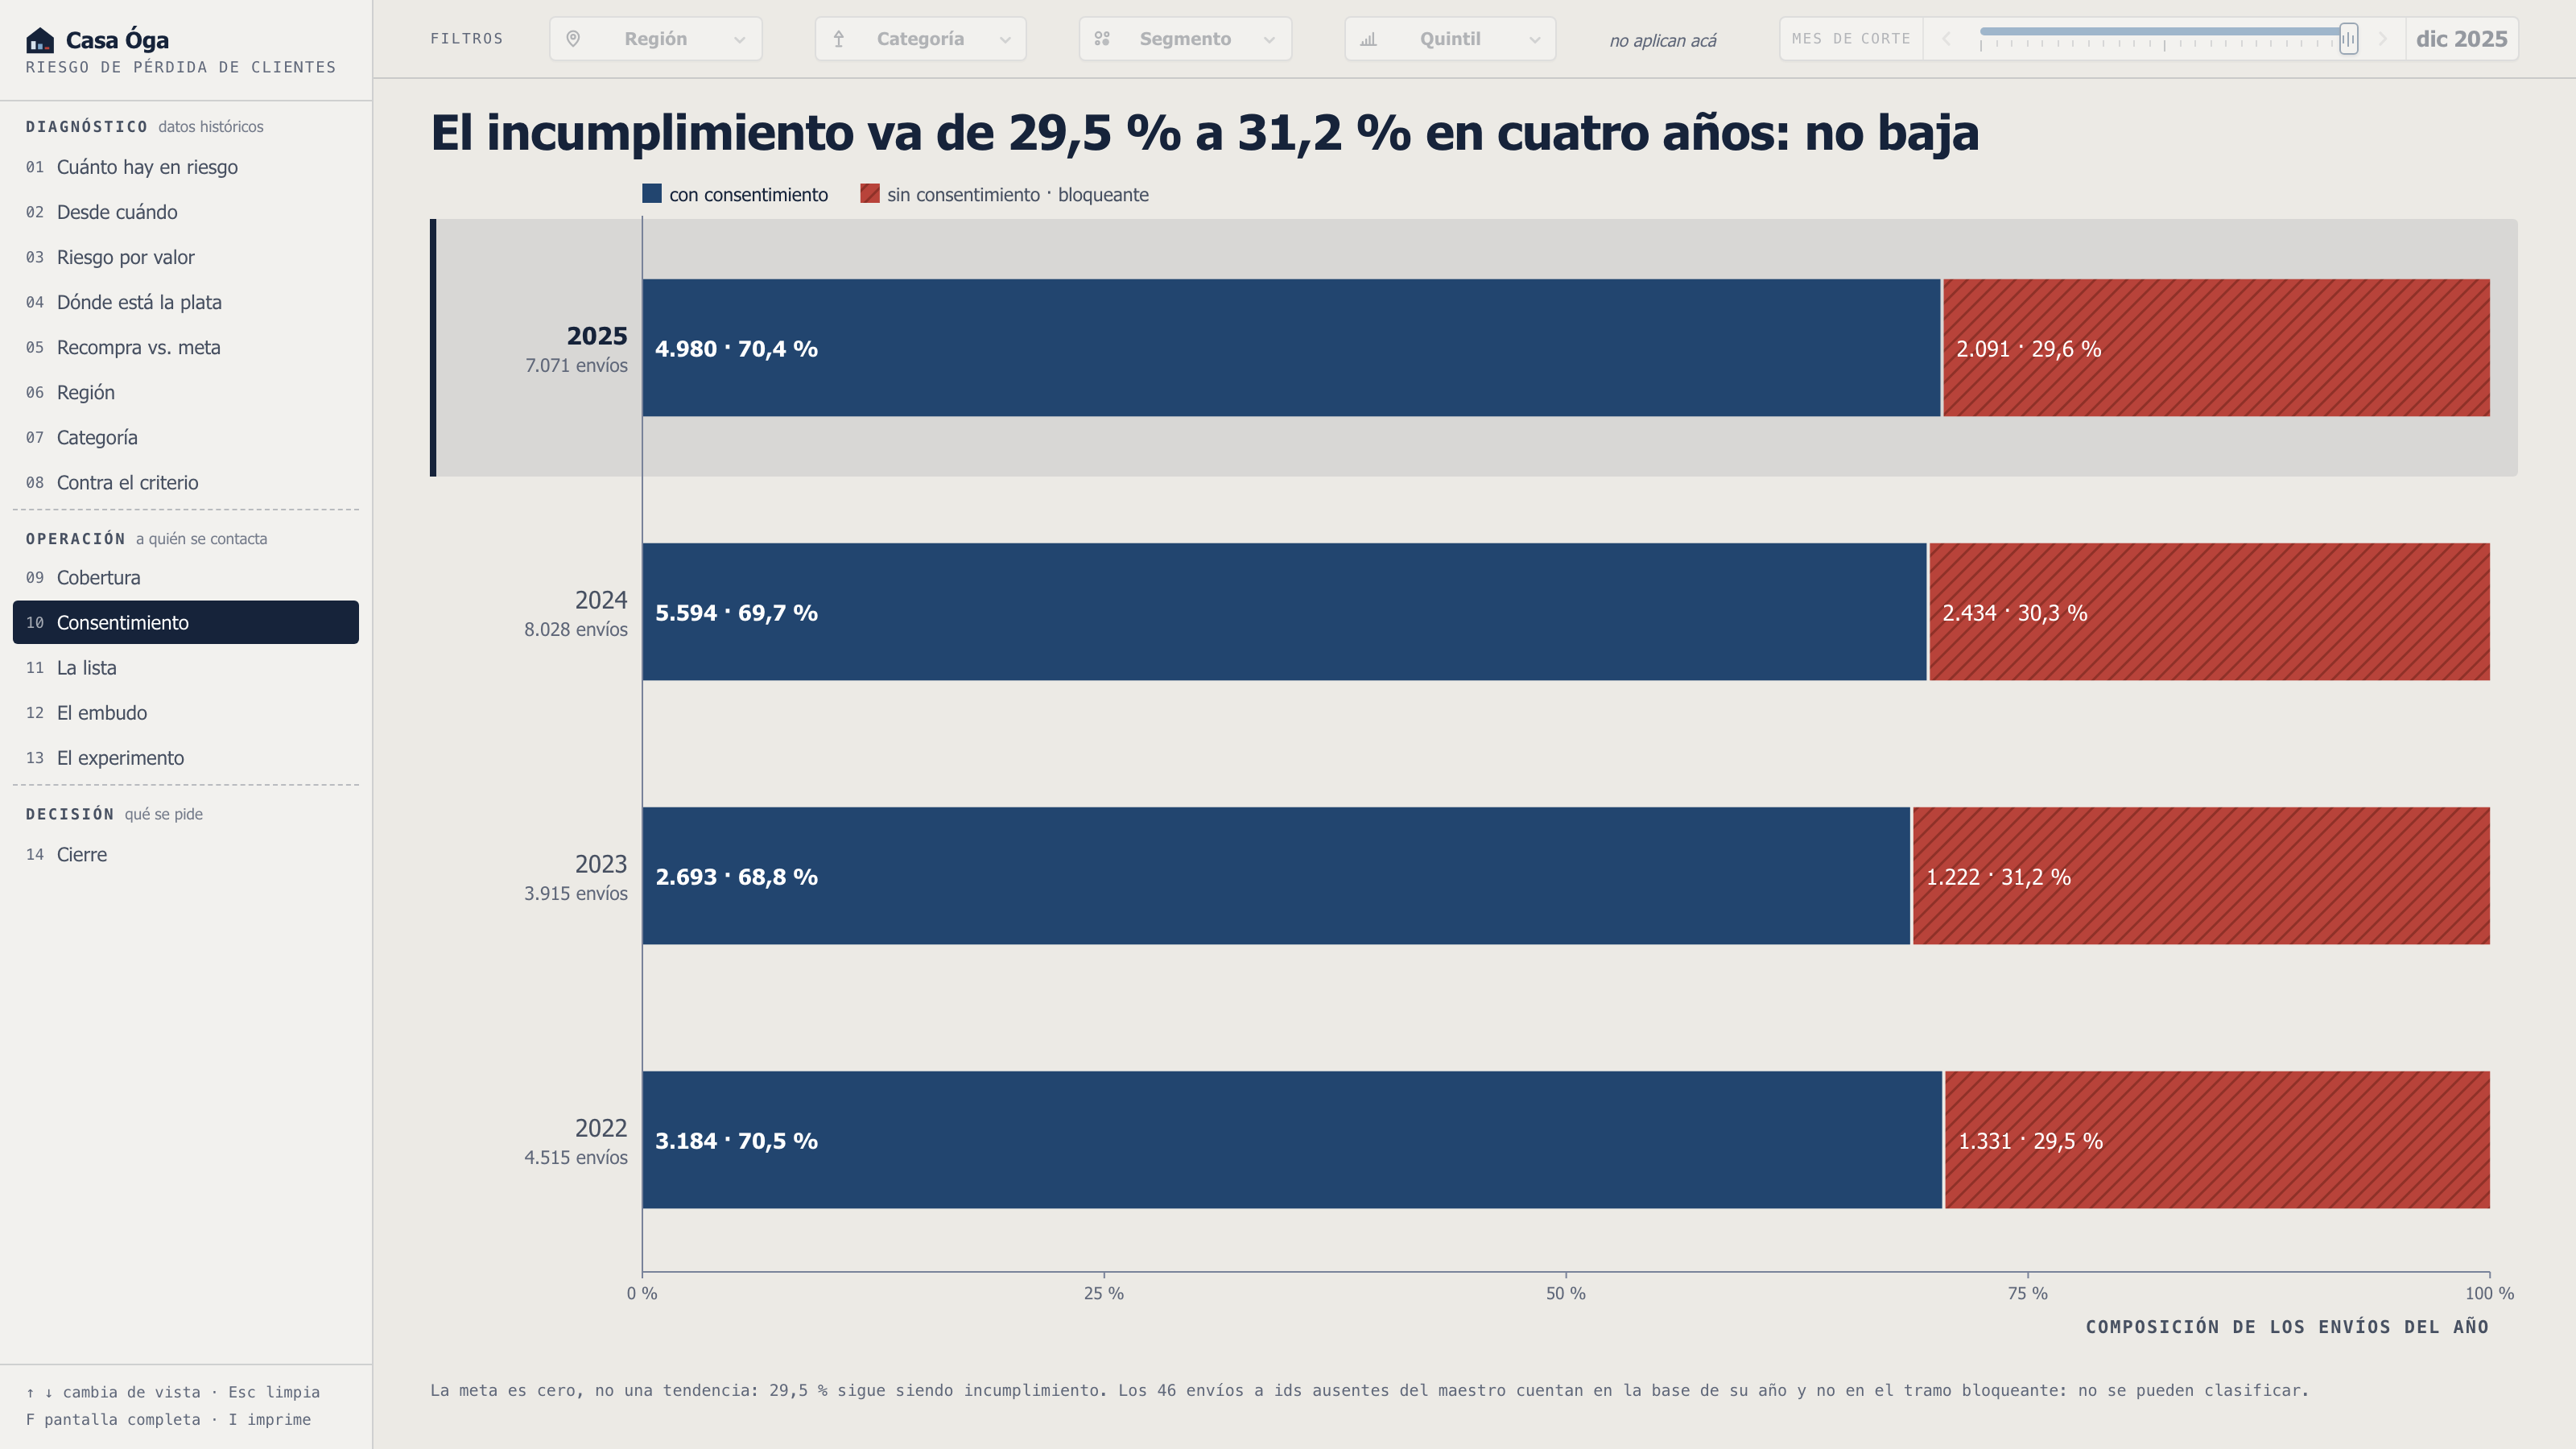 Casa Óga
RIESGO DE PÉRDIDA DE CLIENTES
DIAGNÓSTICO datos históricos
01 Cuánto hay en riesgo
02 Desde cuándo
03 Riesgo por valor
04 Dónde está la plata
05 Recompra vs. meta
06 Región
07 Categoría
08 Contra el criterio
OPERACIÓN a quién se contacta
09 Cobertura
10 Consentimiento
11 La lista
12 El embudo
13 El experimento
DECISIÓN qué se pide
14 Cierre
↑ ↓ cambia de vista · Esc limpia
F pantalla completa · I imprime
FILTROS
Región
Categoría
Segmento
Quintil
no aplican acá
MES DE CORTE
dic 2025
El incumplimiento va de 29,5 % a 31,2 % en cuatro años: no baja
con consentimiento
sin consentimiento · bloqueante
2025
7.071 envíos
4.980 · 70,4 %
2.091 · 29,6 %
2024
8.028 envíos
5.594 · 69,7 %
2.434 · 30,3 %
2023
3.915 envíos
2.693 · 68,8 %
1.222 · 31,2 %
2022
4.515 envíos
3.184 · 70,5 %
1.331 · 29,5 %
0 %
25 %
50 %
75 %
100 %
COMPOSICIÓN DE LOS ENVÍOS DEL AÑO
La meta es cero, no una tendencia: 29,5 % sigue siendo incumplimiento. Los 46 envíos a ids ausentes del maestro cuentan en la base de su año y no en el tramo bloqueante: no se pueden clasificar.